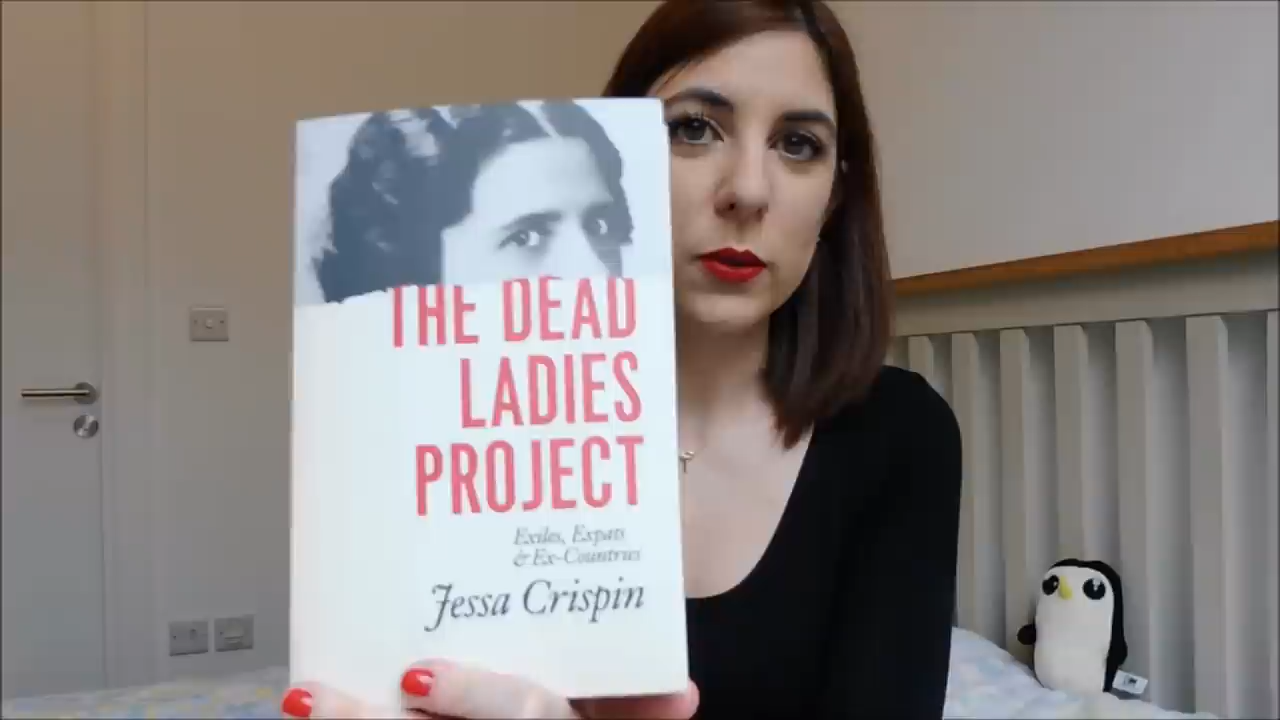 THE DEAD
LADIES
PROJECT
Exiles, Expats
& Ex-Countries
Jessa Crispin